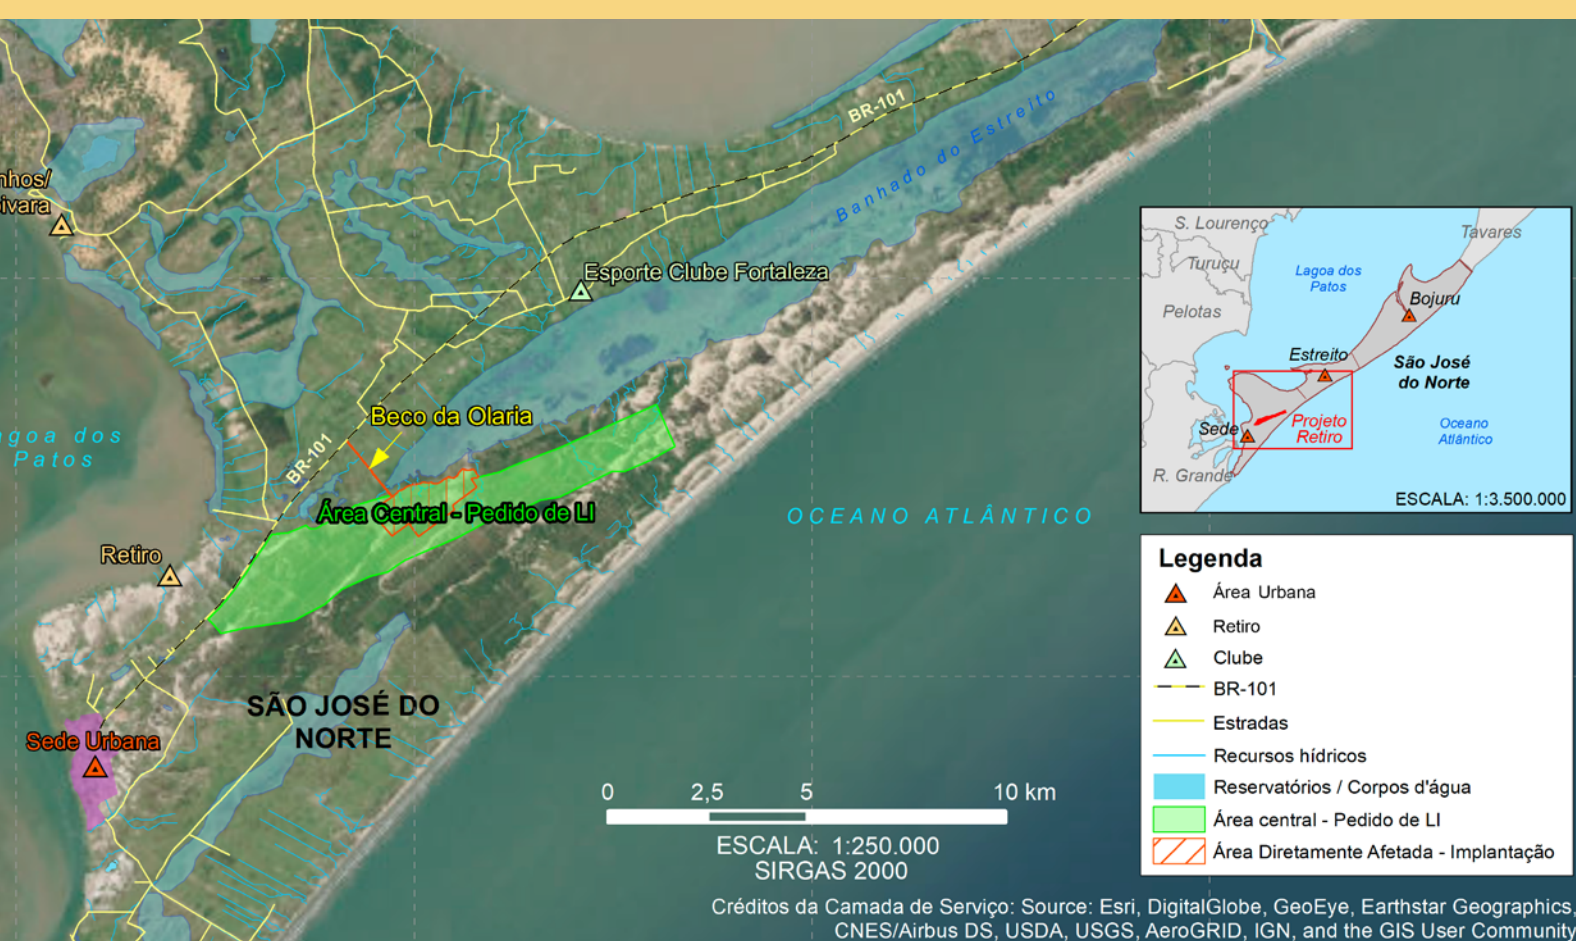 BR-101
Banhado do Estreito
nhos/
ivara
Esporte Clube Fortaleza
Beco da Olaria
BR-101
agoa dos
Patos
Área Central - Pedido de LI
OCEANO ATLÂNTICO
Retiro
SÃO JOSÉ DO
NORTE
Sede Urbana
S. Lourenço
Tavares
Turuçu
Lagoa dos
Patos
Bojuru
Pelotas
Estreito
São José
do Norte
Sede
Projeto
Retiro
Oceano
Atlântico
R. Grande
ESCALA: 1:3.500.000
Legenda
Área Urbana
Retiro
Clube
BR-101
Estradas
Recursos hídricos
Reservatórios / Corpos d'água
Área central - Pedido de LI
Área Diretamente Afetada - Implantação
0 2,5 5 10 km
ESCALA: 1:250.000
SIRGAS 2000
Créditos da Camada de Serviço: Source: Esri, DigitalGlobe, GeoEye, Earthstar Geographics,
CNES/Airbus DS, USDA, USGS, AeroGRID, IGN, and the GIS User Community